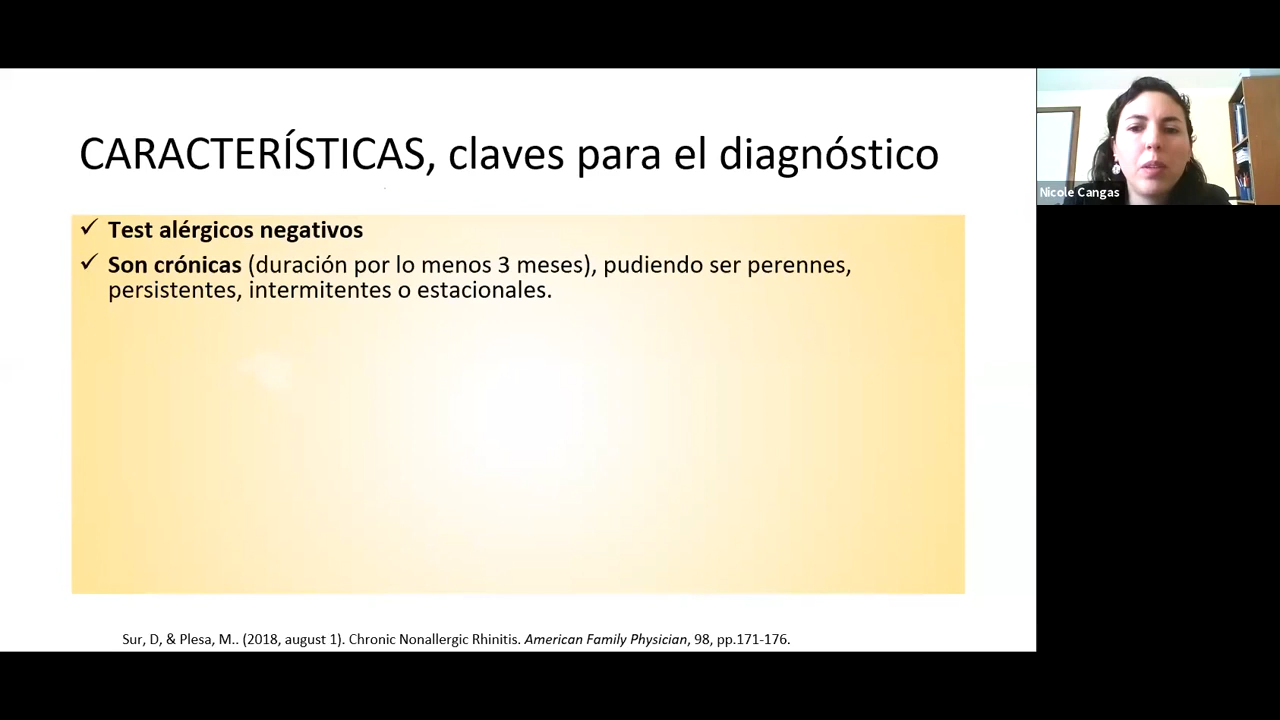 CARACTERÍSTICAS, claves para el diagnóstico
Nicole Cangas
✓ Test alérgicos negativos
✓ Son crónicas (duración por lo menos 3 meses), pudiendo ser perennes,
persistentes, intermitentes o estacionales.
Sur, D, & Plesa, M.. (2018, august 1). Chronic Nonallergic Rhinitis. American Family Physician, 98, pp.171-176.